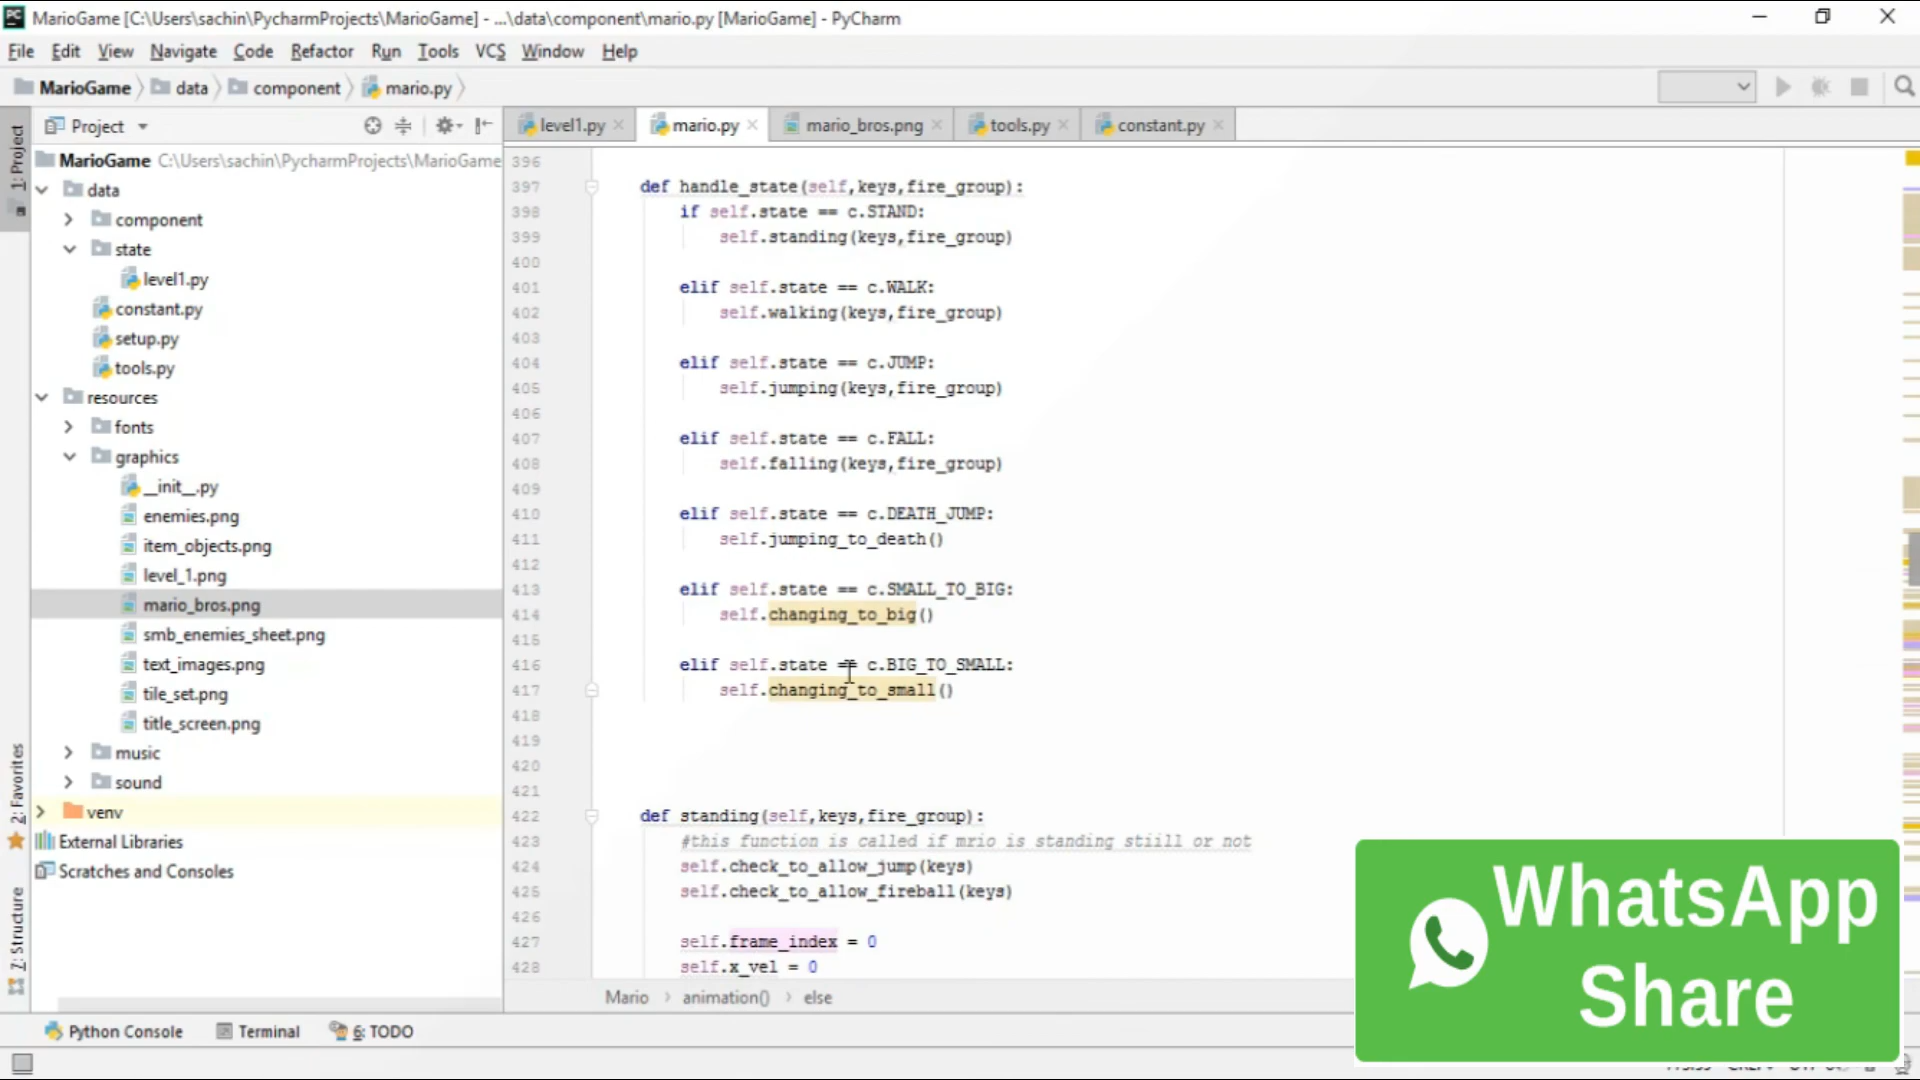 MarioGame [C:\Users\sachin\PycharmProjects\MarioGame] - ...\data\component\mario.py [MarioGame] - PyCharm
File Edit View Navigate Code Refactor Run Tools VCS Window Help
MarioGame data component mario.py
1: Project
Project
level1.py mario.py mario_bros.png tools.py constant.py
MarioGame C:\Users\sachin\PycharmProjects\MarioGame
data
component
state
level1.py
constant.py
setup.py
tools.py
resources
fonts
graphics
__init__.py
enemies.png
item_objects.png
level_1.png
mario_bros.png
smb_enemies_sheet.png
text_images.png
tile_set.png
title_screen.png
music
sound
venv
External Libraries
Scratches and Consoles
2: Favorites
7: Structure
396
397 def handle_state(self,keys,fire_group):
398 if self.state == c.STAND:
399 self.standing(keys,fire_group)
400
401 elif self.state == c.WALK:
402 self.walking(keys,fire_group)
403
404 elif self.state == c.JUMP:
405 self.jumping(keys,fire_group)
406
407 elif self.state == c.FALL:
408 self.falling(keys,fire_group)
409
410 elif self.state == c.DEATH_JUMP:
411 self.jumping_to_death()
412
413 elif self.state == c.SMALL_TO_BIG:
414 self.changing_to_big()
415
416 elif self.state == c.BIG_TO_SMALL:
417 self.changing_to_small()
418
419
420
421
422 def standing(self,keys,fire_group):
423 #this function is called if mrio is standing stiill or not
424 self.check_to_allow_jump(keys)
425 self.check_to_allow_fireball(keys)
426
427 self.frame_index = 0
428 self.x_vel = 0
Mario animation() else
Python Console Terminal 6: TODO
WhatsApp
Share